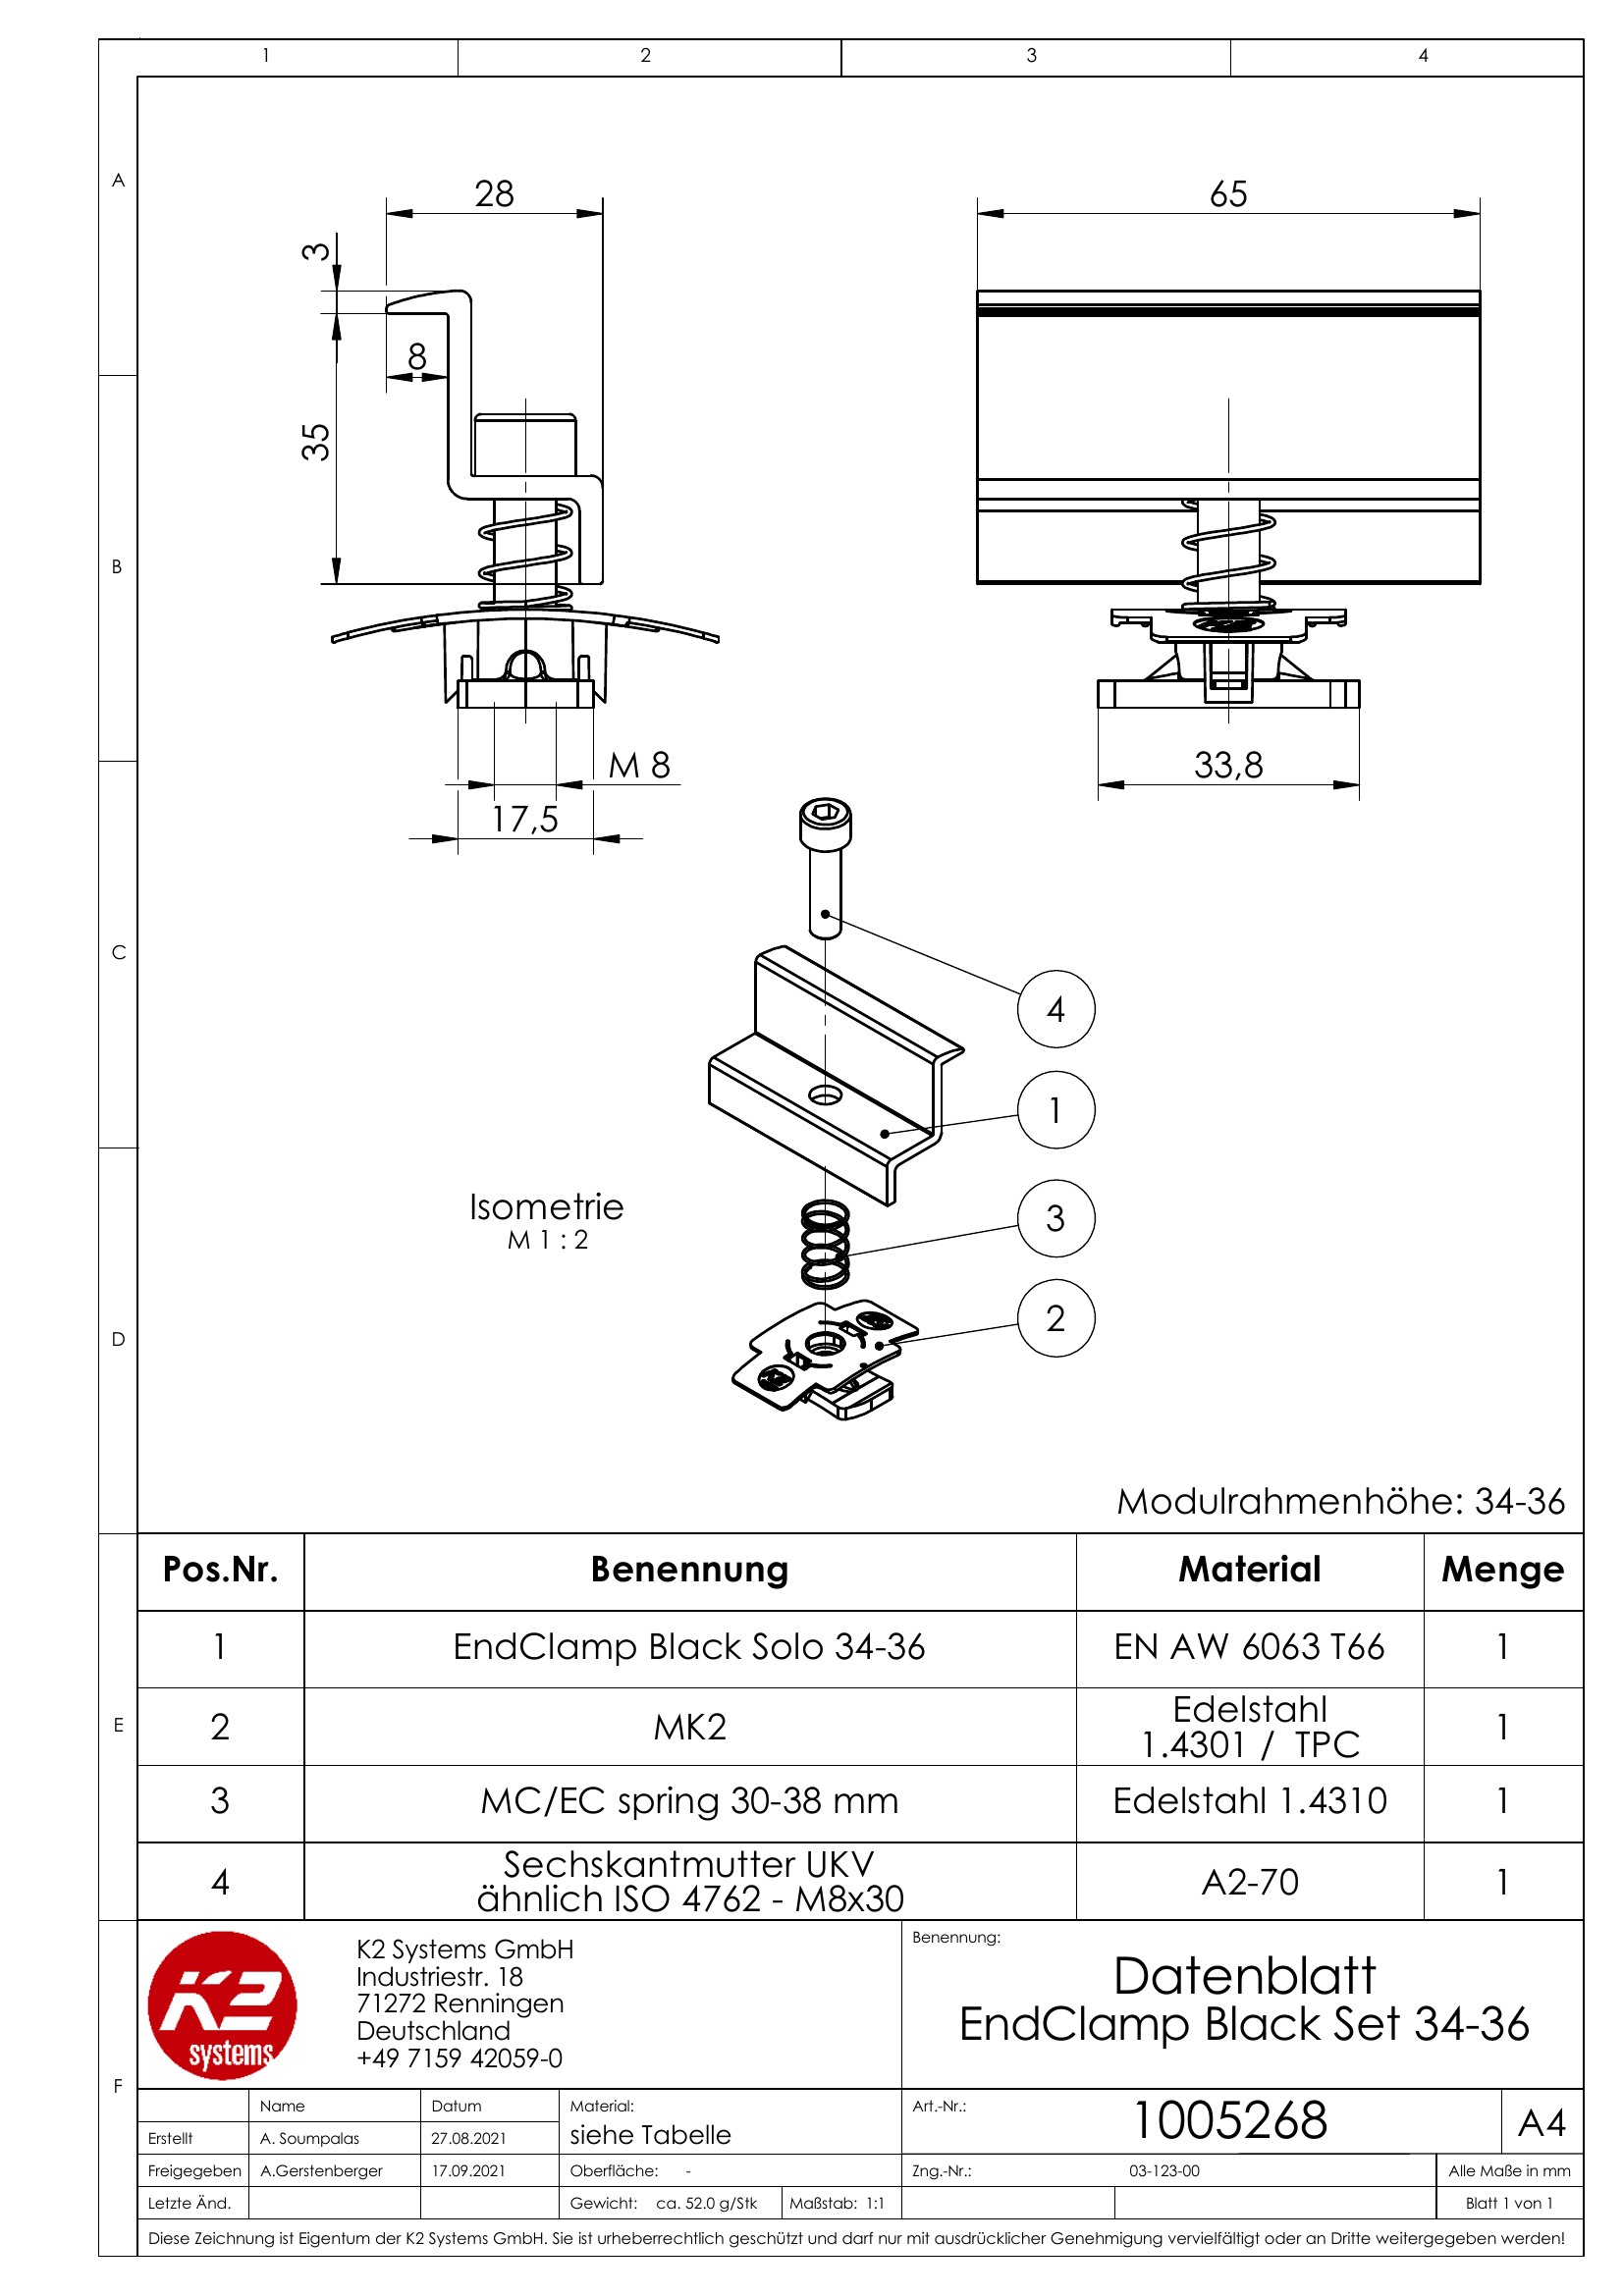 1 2 3 4
A
B
C
D
E
F
28
65
3
8
35
M 8
17,5
33,8
4
1
3
2
Isometrie
M 1 : 2
Modulrahmenhöhe: 34-36
Pos.Nr. Benennung Material Menge
1 EndClamp Black Solo 34-36 EN AW 6063 T66 1
2 MK2 Edelstahl 1.4301 / TPC 1
3 MC/EC spring 30-38 mm Edelstahl 1.4310 1
4 Sechskantmutter UKV ähnlich ISO 4762 - M8x30 A2-70 1
K2 systems
K2 Systems GmbH
Industriestr. 18
71272 Renningen
Deutschland
+49 7159 42059-0
Benennung:
Datenblatt
EndClamp Black Set 34-36
Name Datum
Erstellt A. Soumpalas 27.08.2021
Freigegeben A.Gerstenberger 17.09.2021
Letzte Änd.
Material:
siehe Tabelle
Oberfläche: -
Gewicht: ca. 52.0 g/Stk Maßstab: 1:1
Art.-Nr.: 1005268 A4
Zng.-Nr.: 03-123-00 Alle Maße in mm
Blatt 1 von 1
Diese Zeichnung ist Eigentum der K2 Systems GmbH. Sie ist urheberrechtlich geschützt und darf nur mit ausdrücklicher Genehmigung vervielfältigt oder an Dritte weitergegeben werden!